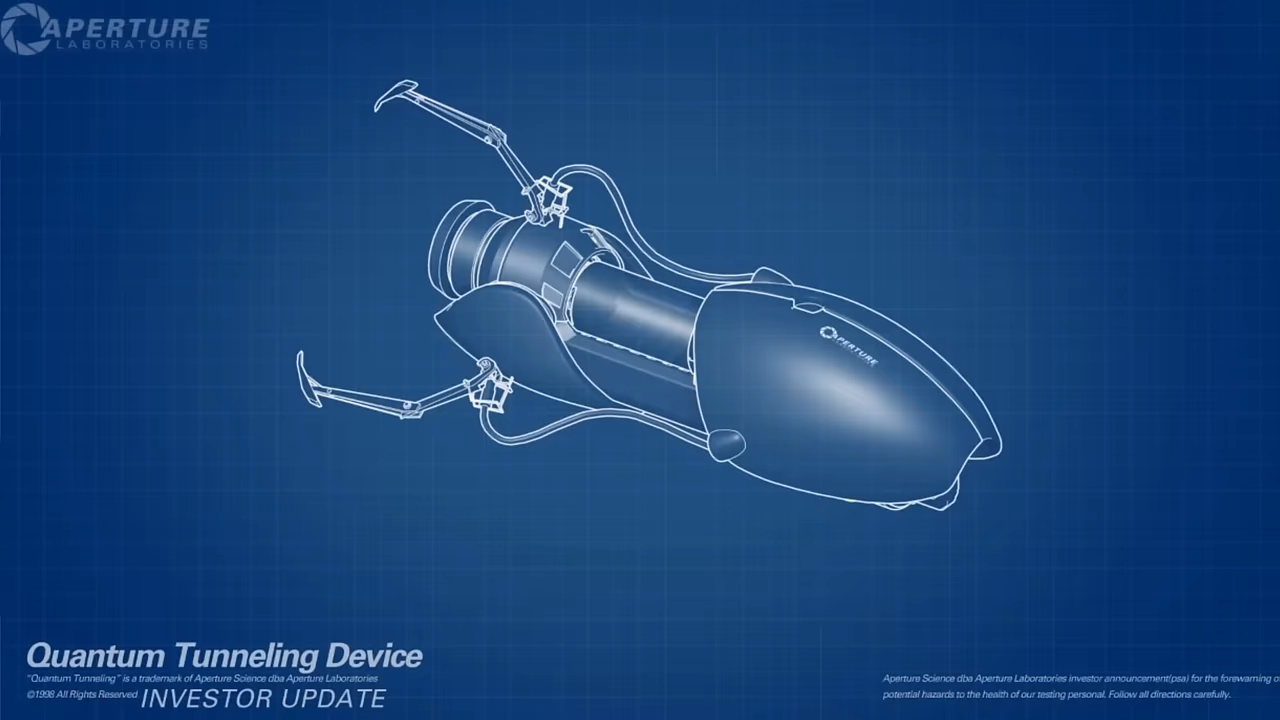 APERTURE
LABORATORIES
APERTURE
Quantum Tunneling Device
"Quantum Tunneling" is a trademark of Aperture Science dba Aperture Laboratories
©1998 All Rights Reserved INVESTOR UPDATE
Aperture Science dba Aperture Laboratories investor announcement(psa) for the forewarning
potential hazards to the health of our testing personal. Follow all directions carefully.